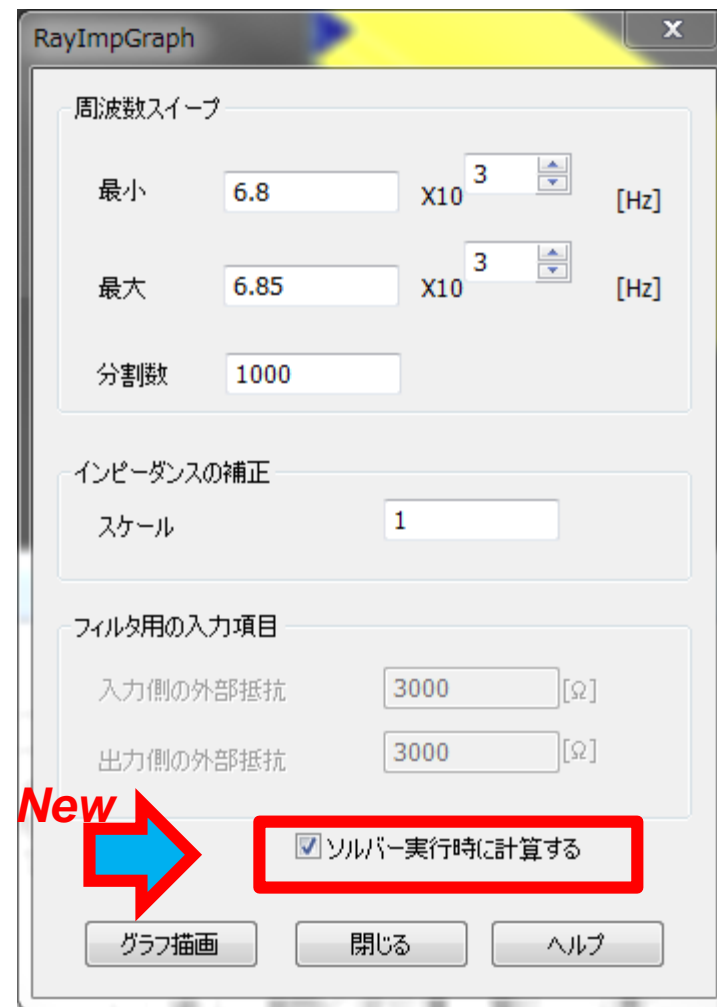 RayImpGraph
周波数スイープ
最小 6.8 X10 3 [Hz]
最大 6.85 X10 3 [Hz]
分割数 1000
インピーダンスの補正
スケール 1
フィルタ用の入力項目
入力側の外部抵抗 3000 [Ω]
出力側の外部抵抗 3000 [Ω]
New
ソルバー実行時に計算する
グラフ描画 閉じる ヘルプ